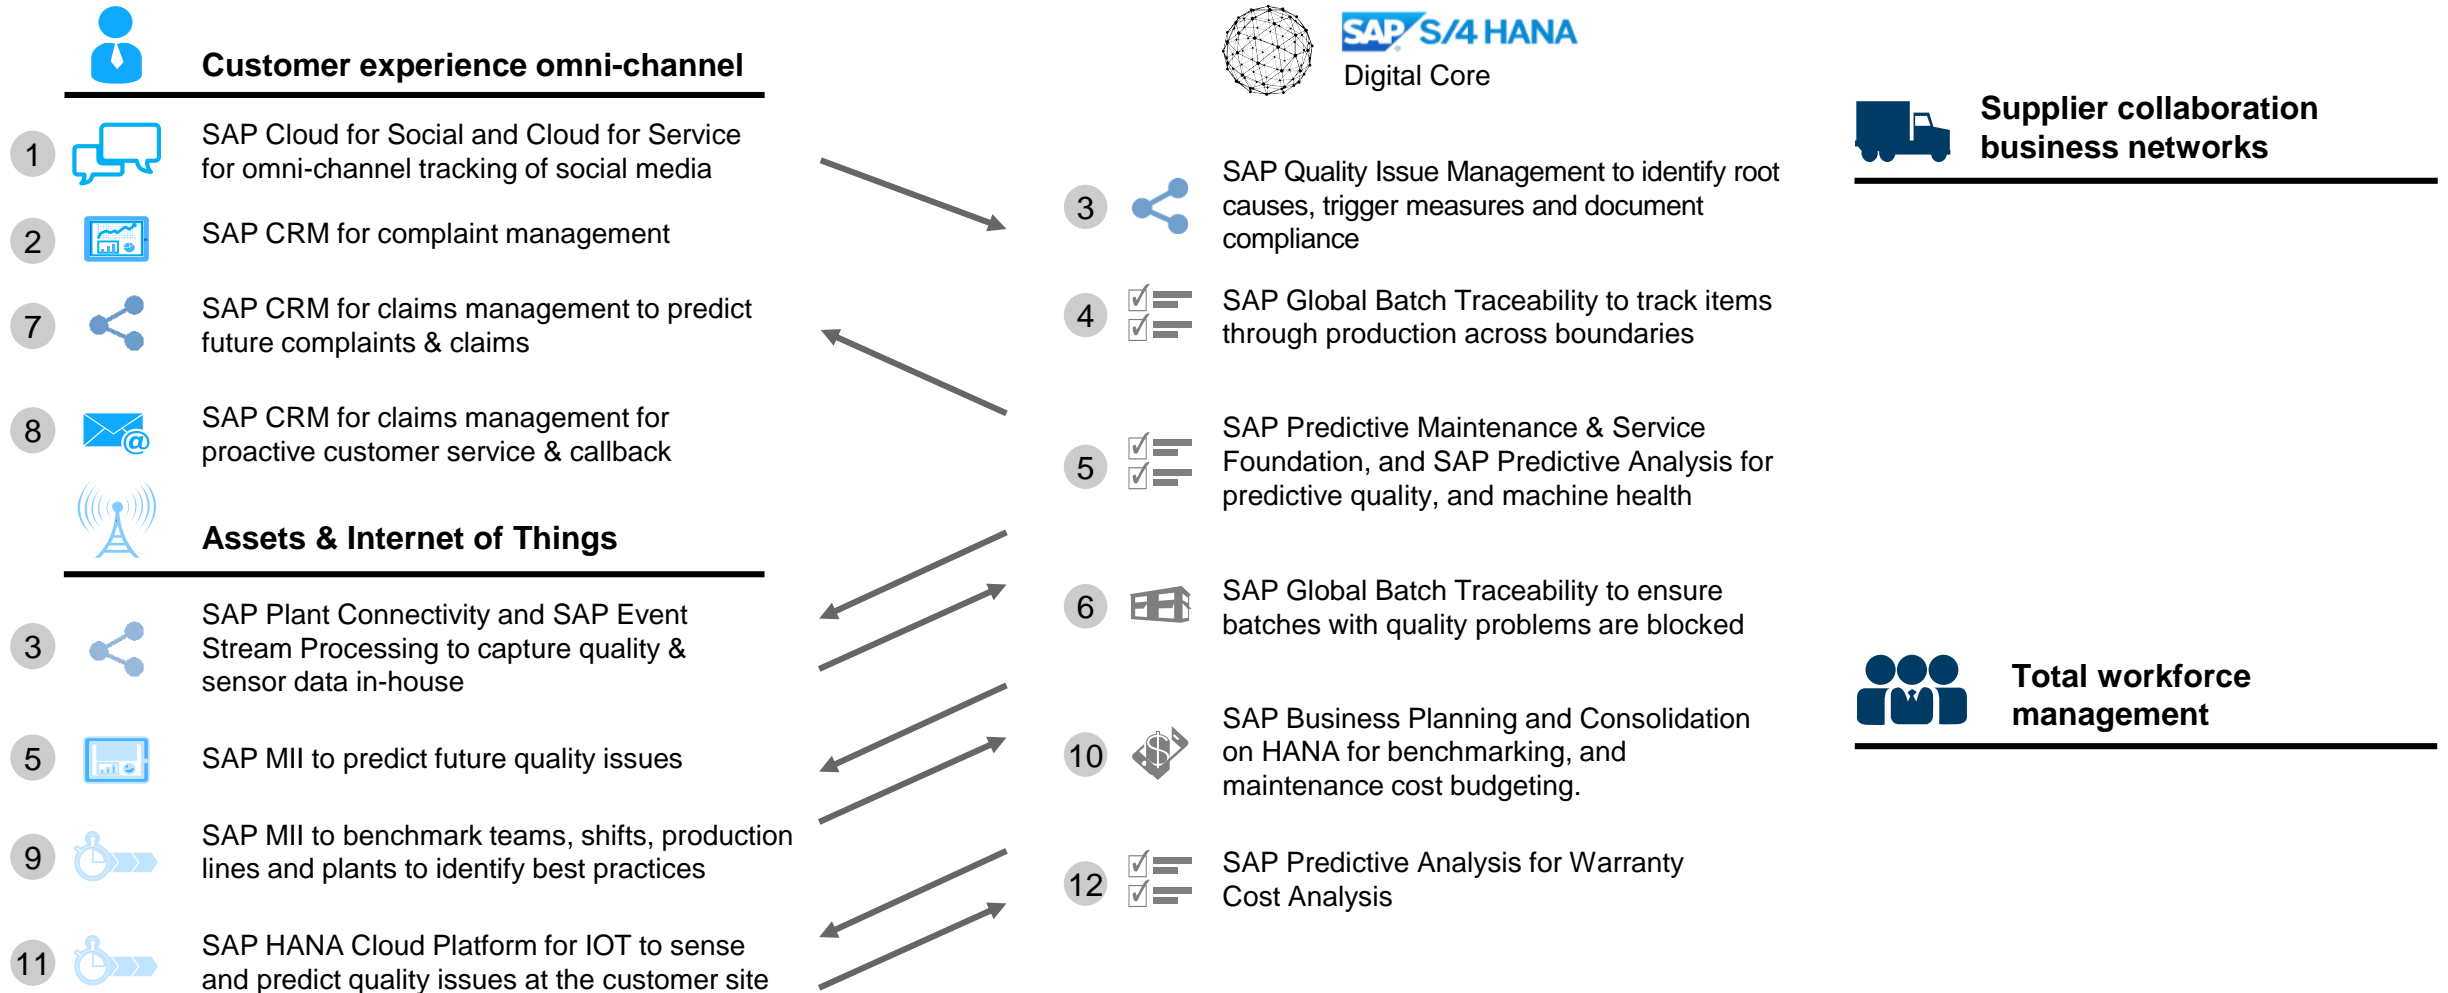 Customer experience omni-channel
1
SAP Cloud for Social and Cloud for Service
for omni-channel tracking of social media
2
SAP CRM for complaint management
7
SAP CRM for claims management to predict
future complaints & claims
8
SAP CRM for claims management for
proactive customer service & callback
@
Assets & Internet of Things
3
SAP Plant Connectivity and SAP Event
Stream Processing to capture quality &
sensor data in-house
5
SAP MII to predict future quality issues
9
SAP MII to benchmark teams, shifts, production
lines and plants to identify best practices
11
SAP HANA Cloud Platform for IOT to sense
and predict quality issues at the customer site
SAP S/4 HANA
Digital Core
3
SAP Quality Issue Management to identify root
causes, trigger measures and document
compliance
4
SAP Global Batch Traceability to track items
through production across boundaries
5
SAP Predictive Maintenance & Service
Foundation, and SAP Predictive Analysis for
predictive quality, and machine health
6
SAP Global Batch Traceability to ensure
batches with quality problems are blocked
10
$
SAP Business Planning and Consolidation
on HANA for benchmarking, and
maintenance cost budgeting.
12
SAP Predictive Analysis for Warranty
Cost Analysis
Supplier collaboration
business networks
Total workforce
management